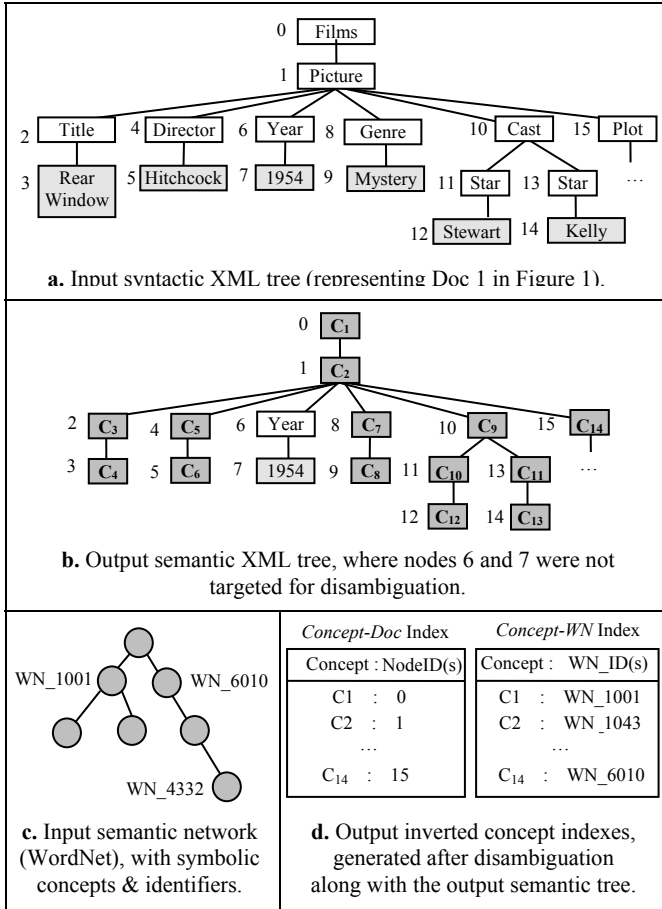 0 Films
1 Picture
2 Title 4 Director 6 Year 8 Genre 10 Cast 15 Plot
3 Rear Window 5 Hitchcock 7 1954 9 Mystery 11 Star 13 Star ...
12 Stewart 14 Kelly
a. Input syntactic XML tree (representing Doc 1 in Figure 1).
0 C1
1 C2
2 C3 4 C5 6 Year 8 C7 10 C9 15 C14
3 C4 5 C6 7 1954 9 C8 11 C10 13 C11 ...
12 C12 14 C13
b. Output semantic XML tree, where nodes 6 and 7 were not
targeted for disambiguation.
WN_1001
WN_6010
WN_4332
c. Input semantic network
(WordNet), with symbolic
concepts & identifiers.
Concept-Doc Index
Concept : NodeID(s)
C1 : 0
C2 : 1
...
C14 : 15
Concept-WN Index
Concept : WN_ID(s)
C1 : WN_1001
C2 : WN_1043
...
C14 : WN_6010
d. Output inverted concept indexes,
generated after disambiguation
along with the output semantic tree.